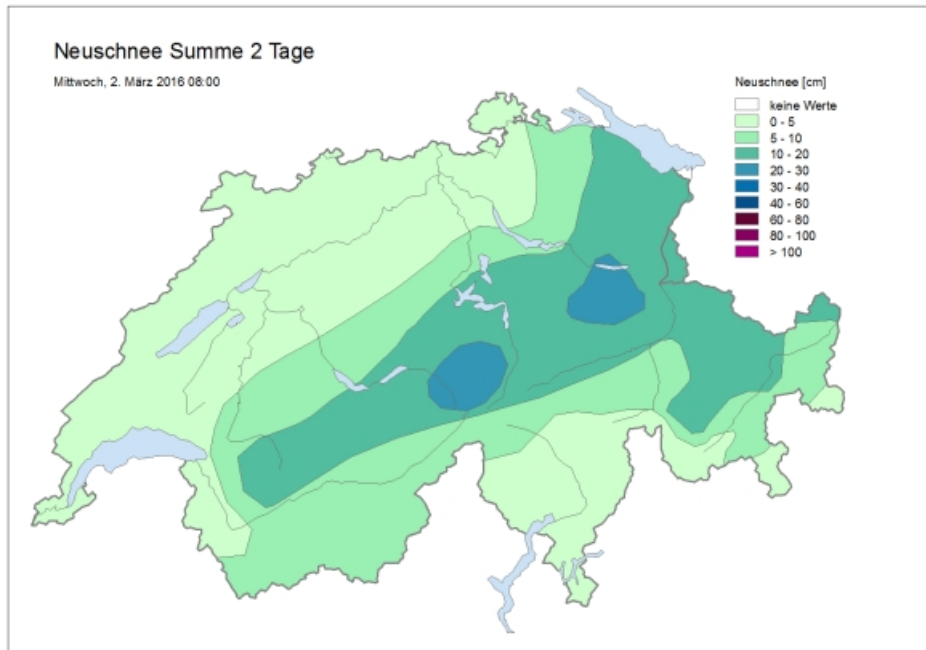 Neuschnee Summe 2 Tage
Mittwoch, 2. März 2016 08:00
Neuschnee [cm]
keine Werte
0 - 5
5 - 10
10 - 20
20 - 30
30 - 40
40 - 60
60 - 80
80 - 100
> 100